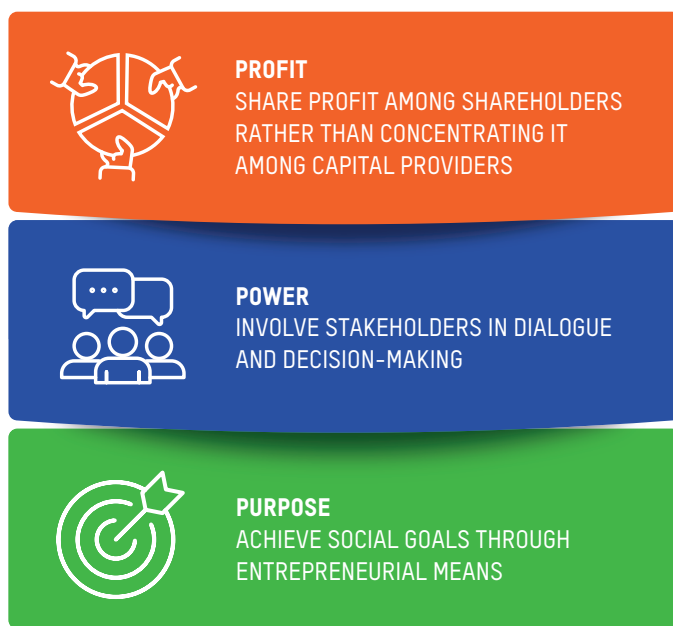 PROFIT
SHARE PROFIT AMONG SHAREHOLDERS
RATHER THAN CONCENTRATING IT
AMONG CAPITAL PROVIDERS
POWER
INVOLVE STAKEHOLDERS IN DIALOGUE
AND DECISION-MAKING
PURPOSE
ACHIEVE SOCIAL GOALS THROUGH
ENTREPRENEURIAL MEANS